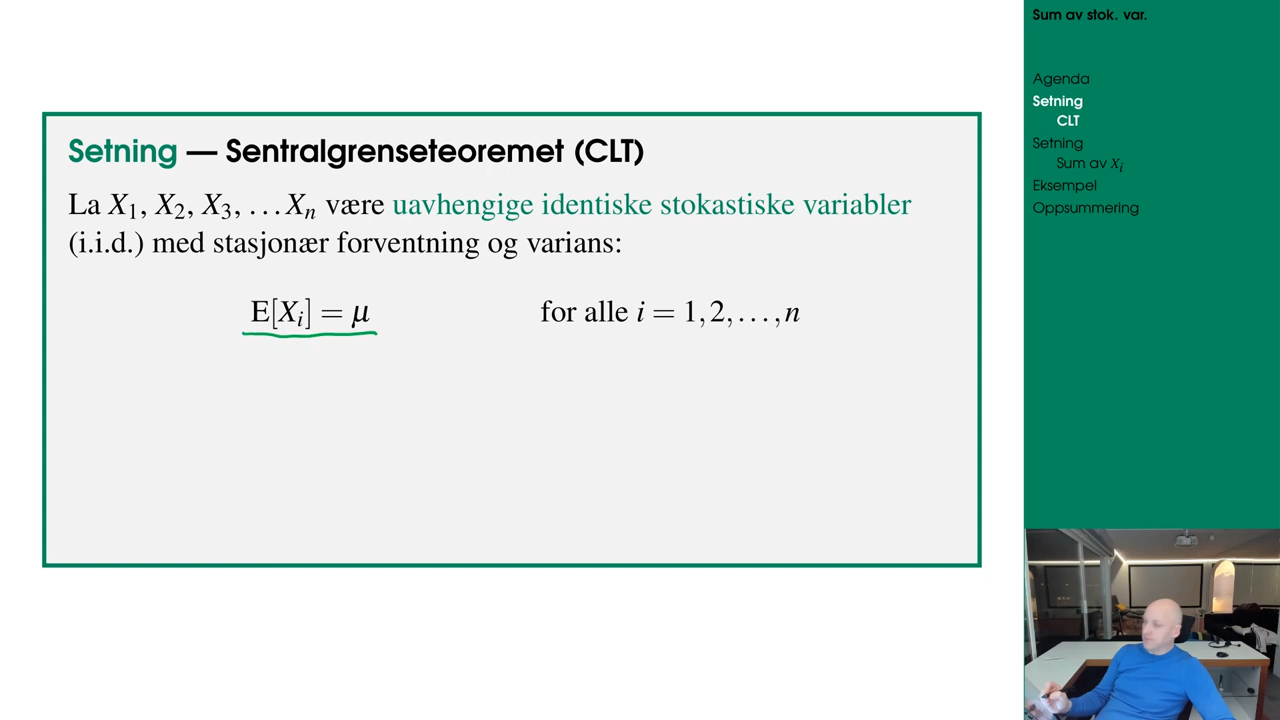 Setning — Sentralgrenseteoremet (CLT)
La X₁, X₂, X₃, …Xₙ være uavhengige identiske stokastiske variabler
(i.i.d.) med stasjonær forventning og varians:
E[Xᵢ] = μ for alle i = 1,2,…,n
Sum av stok. var.
Agenda
Setning
CLT
Setning
Sum av Xᵢ
Eksempel
Oppsummering